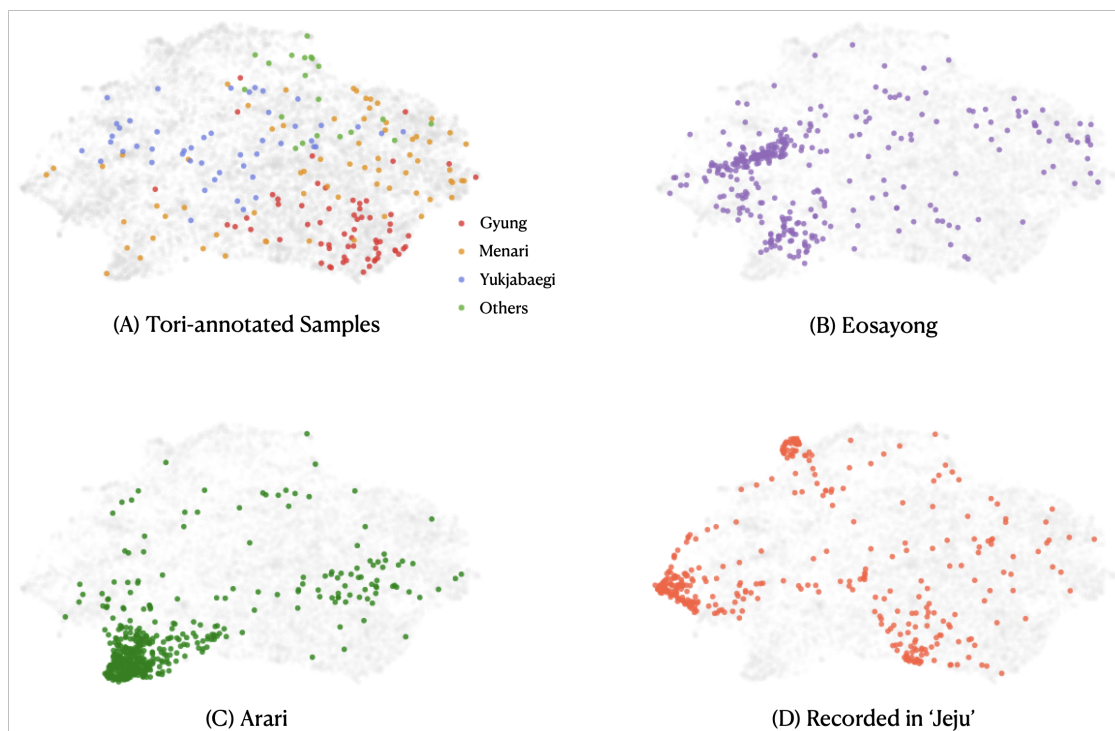 Gyung
Menari
Yukjabaegi
Others
(A) Tori-annotated Samples
(B) Eosayong
(C) Arari
(D) Recorded in ‘Jeju’